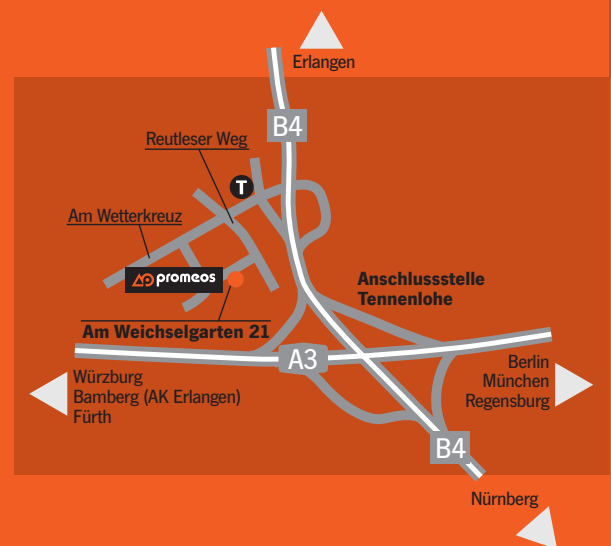 Erlangen
B4
Reutleser Weg
T
Am Wetterkreuz
promeos
Anschlussstelle
Tennenlohe
Am Weichselgarten 21
A3
Würzburg
Bamberg (AK Erlangen)
Fürth
Berlin
München
Regensburg
B4
Nürnberg